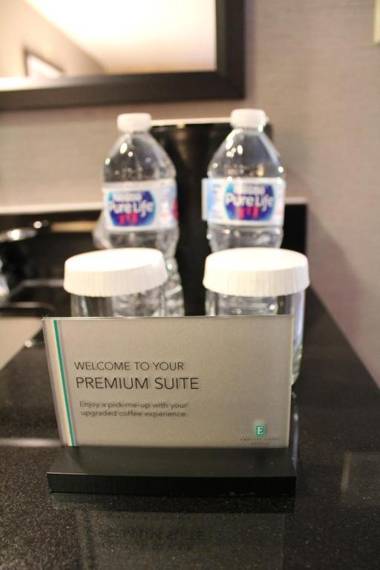 Nestlé
Pure Life
Nestlé
Pure Life
WELCOME TO YOUR
PREMIUM SUITE
Enjoy a pick-me-up with your
upgraded coffee experience.
E